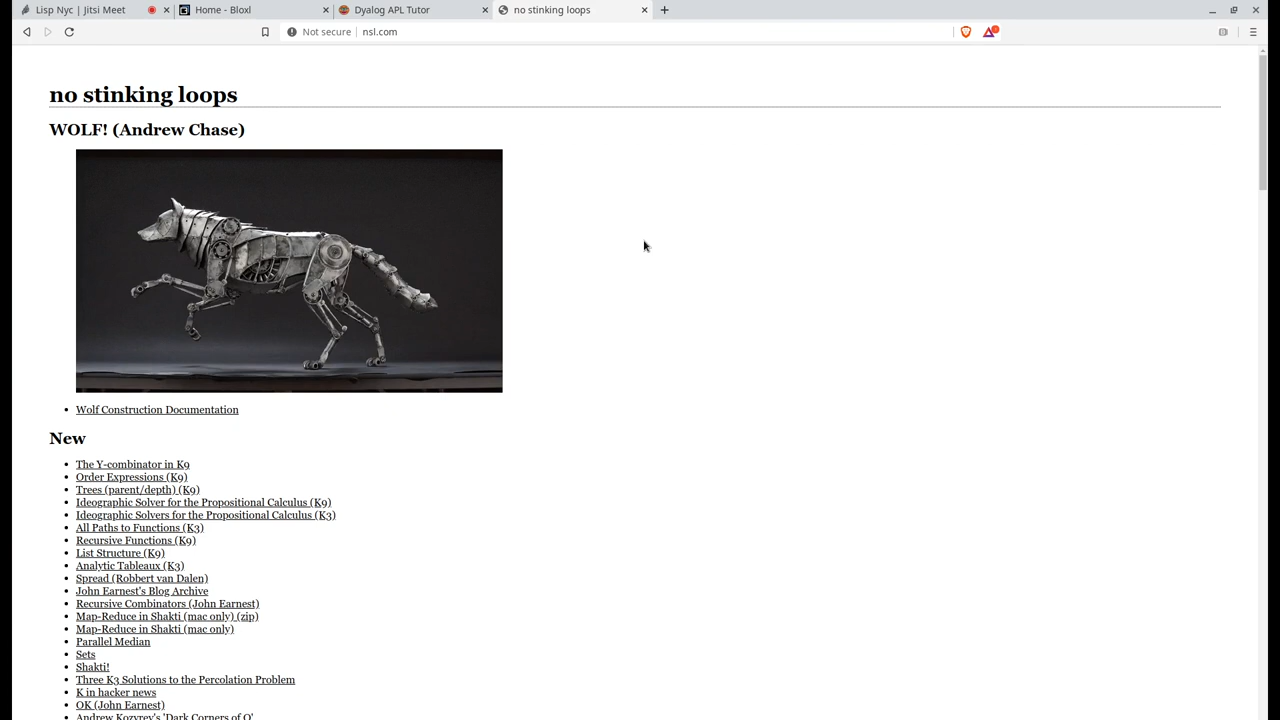 Lisp Nyc | Jitsi Meet
Home - Bloxl
Dyalog APL Tutor
no stinking loops
Not secure
nsl.com
no stinking loops
WOLF! (Andrew Chase)
Wolf Construction Documentation
New
The Y-combinator in K9
Order Expressions (K9)
Trees (parent/depth) (K9)
Ideographic Solver for the Propositional Calculus (K9)
Ideographic Solvers for the Propositional Calculus (K3)
All Paths to Functions (K3)
Recursive Functions (K9)
List Structure (K9)
Analytic Tableaux (K3)
Spread (Robbert van Dalen)
John Earnest's Blog Archive
Recursive Combinators (John Earnest)
Map-Reduce in Shakti (mac only) (zip)
Map-Reduce in Shakti (mac only)
Parallel Median
Sets
Shakti!
Three K3 Solutions to the Percolation Problem
K in hacker news
OK (John Earnest)
Andrew Kozyrev's 'Dark Corners of Q'